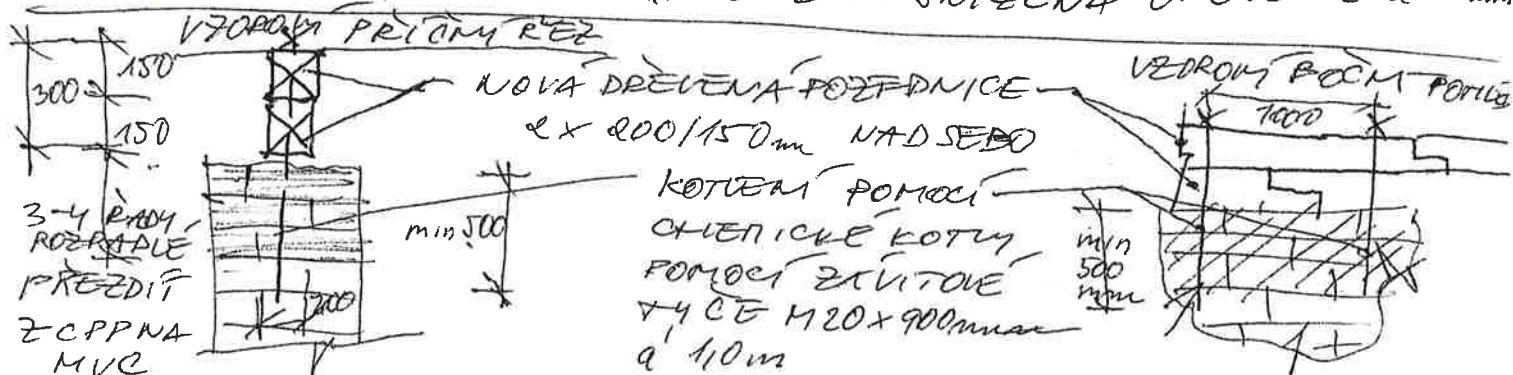 VZOROVÝ PŘÍČNÝ ŘEZ
150
300
150
NOVÁ DŘEVENÁ POZEDNICE
2x 200/150mm NAD SEBO
3-4 ŘADY
ROZPADLÉ
PŘEZDÍT
Z CPP NA
MVC
min 500
200
KOTVENÍ POMOCÍ
CHEMICKÉ KOTVY
POMOCÍ ZÁVITOVÉ
TYČE M20x900mm
á 1,0m
VZOROVÝ BOČNÍ POHLED
1000
min
500
mm